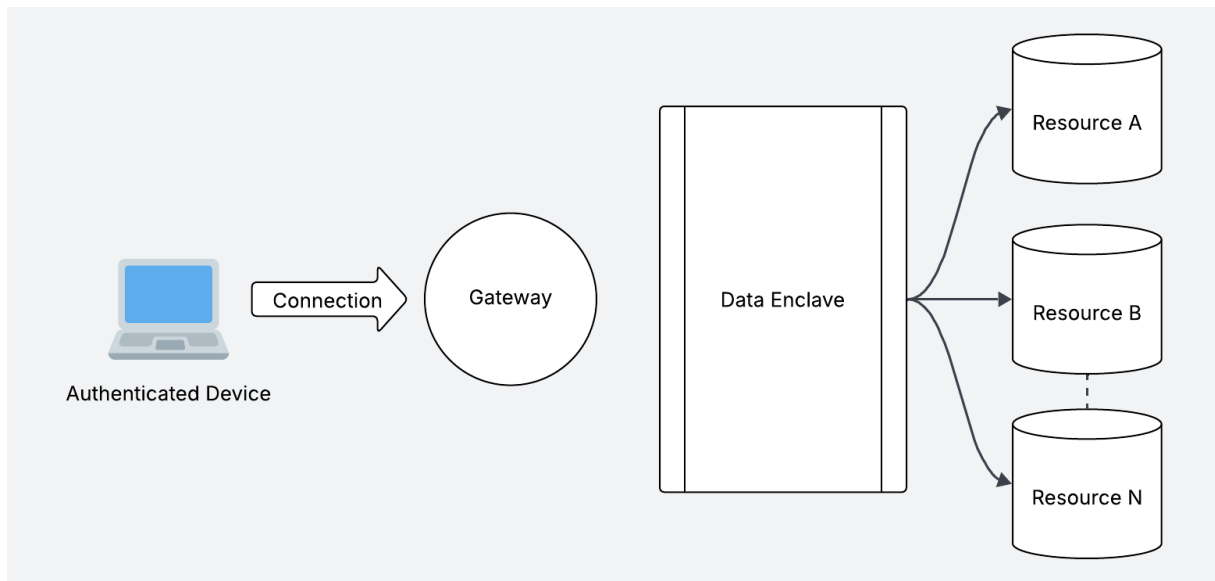 Authenticated Device
Connection
Gateway
Data Enclave
Resource A
Resource B
Resource N